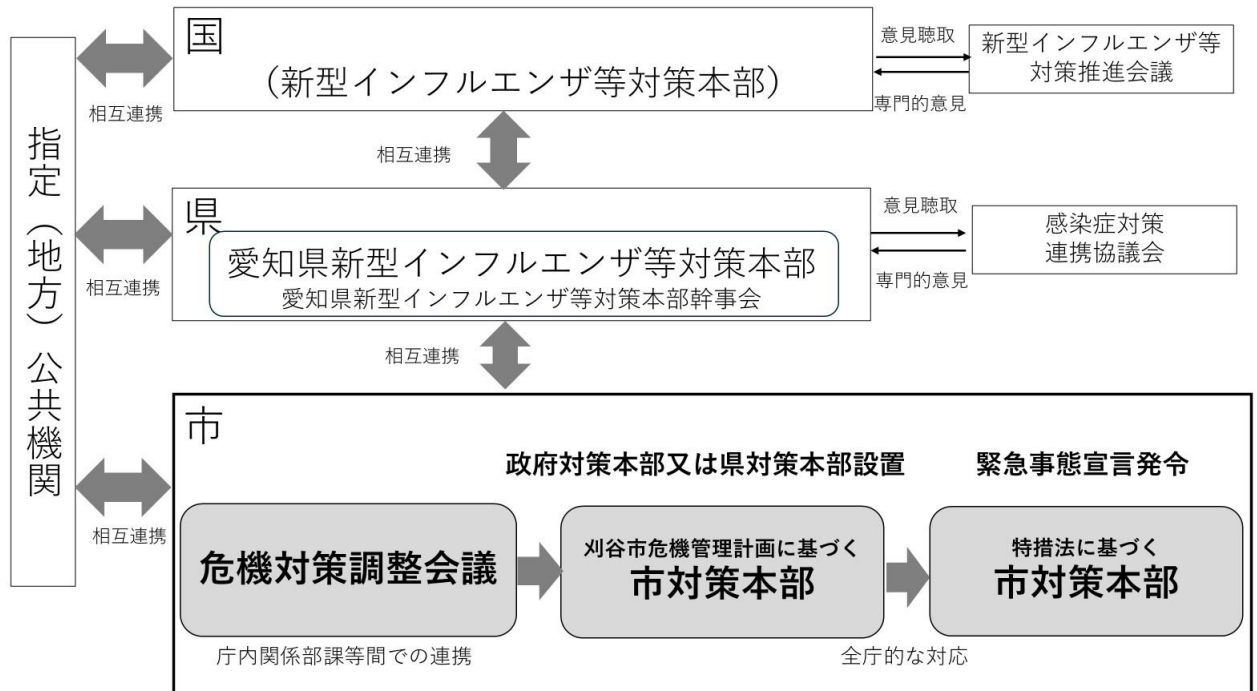 指定（地方）公共機関
相互連携
国
（新型インフルエンザ等対策本部）
意見聴取
専門的意見
新型インフルエンザ等
対策推進会議
相互連携
相互連携
県
愛知県新型インフルエンザ等対策本部
愛知県新型インフルエンザ等対策本部幹事会
意見聴取
専門的意見
感染症対策
連携協議会
相互連携
相互連携
市
政府対策本部又は県対策本部設置
緊急事態宣言発令
危機対策調整会議
刈谷市危機管理計画に基づく
市対策本部
特措法に基づく
市対策本部
庁内関係部課等間での連携
全庁的な対応